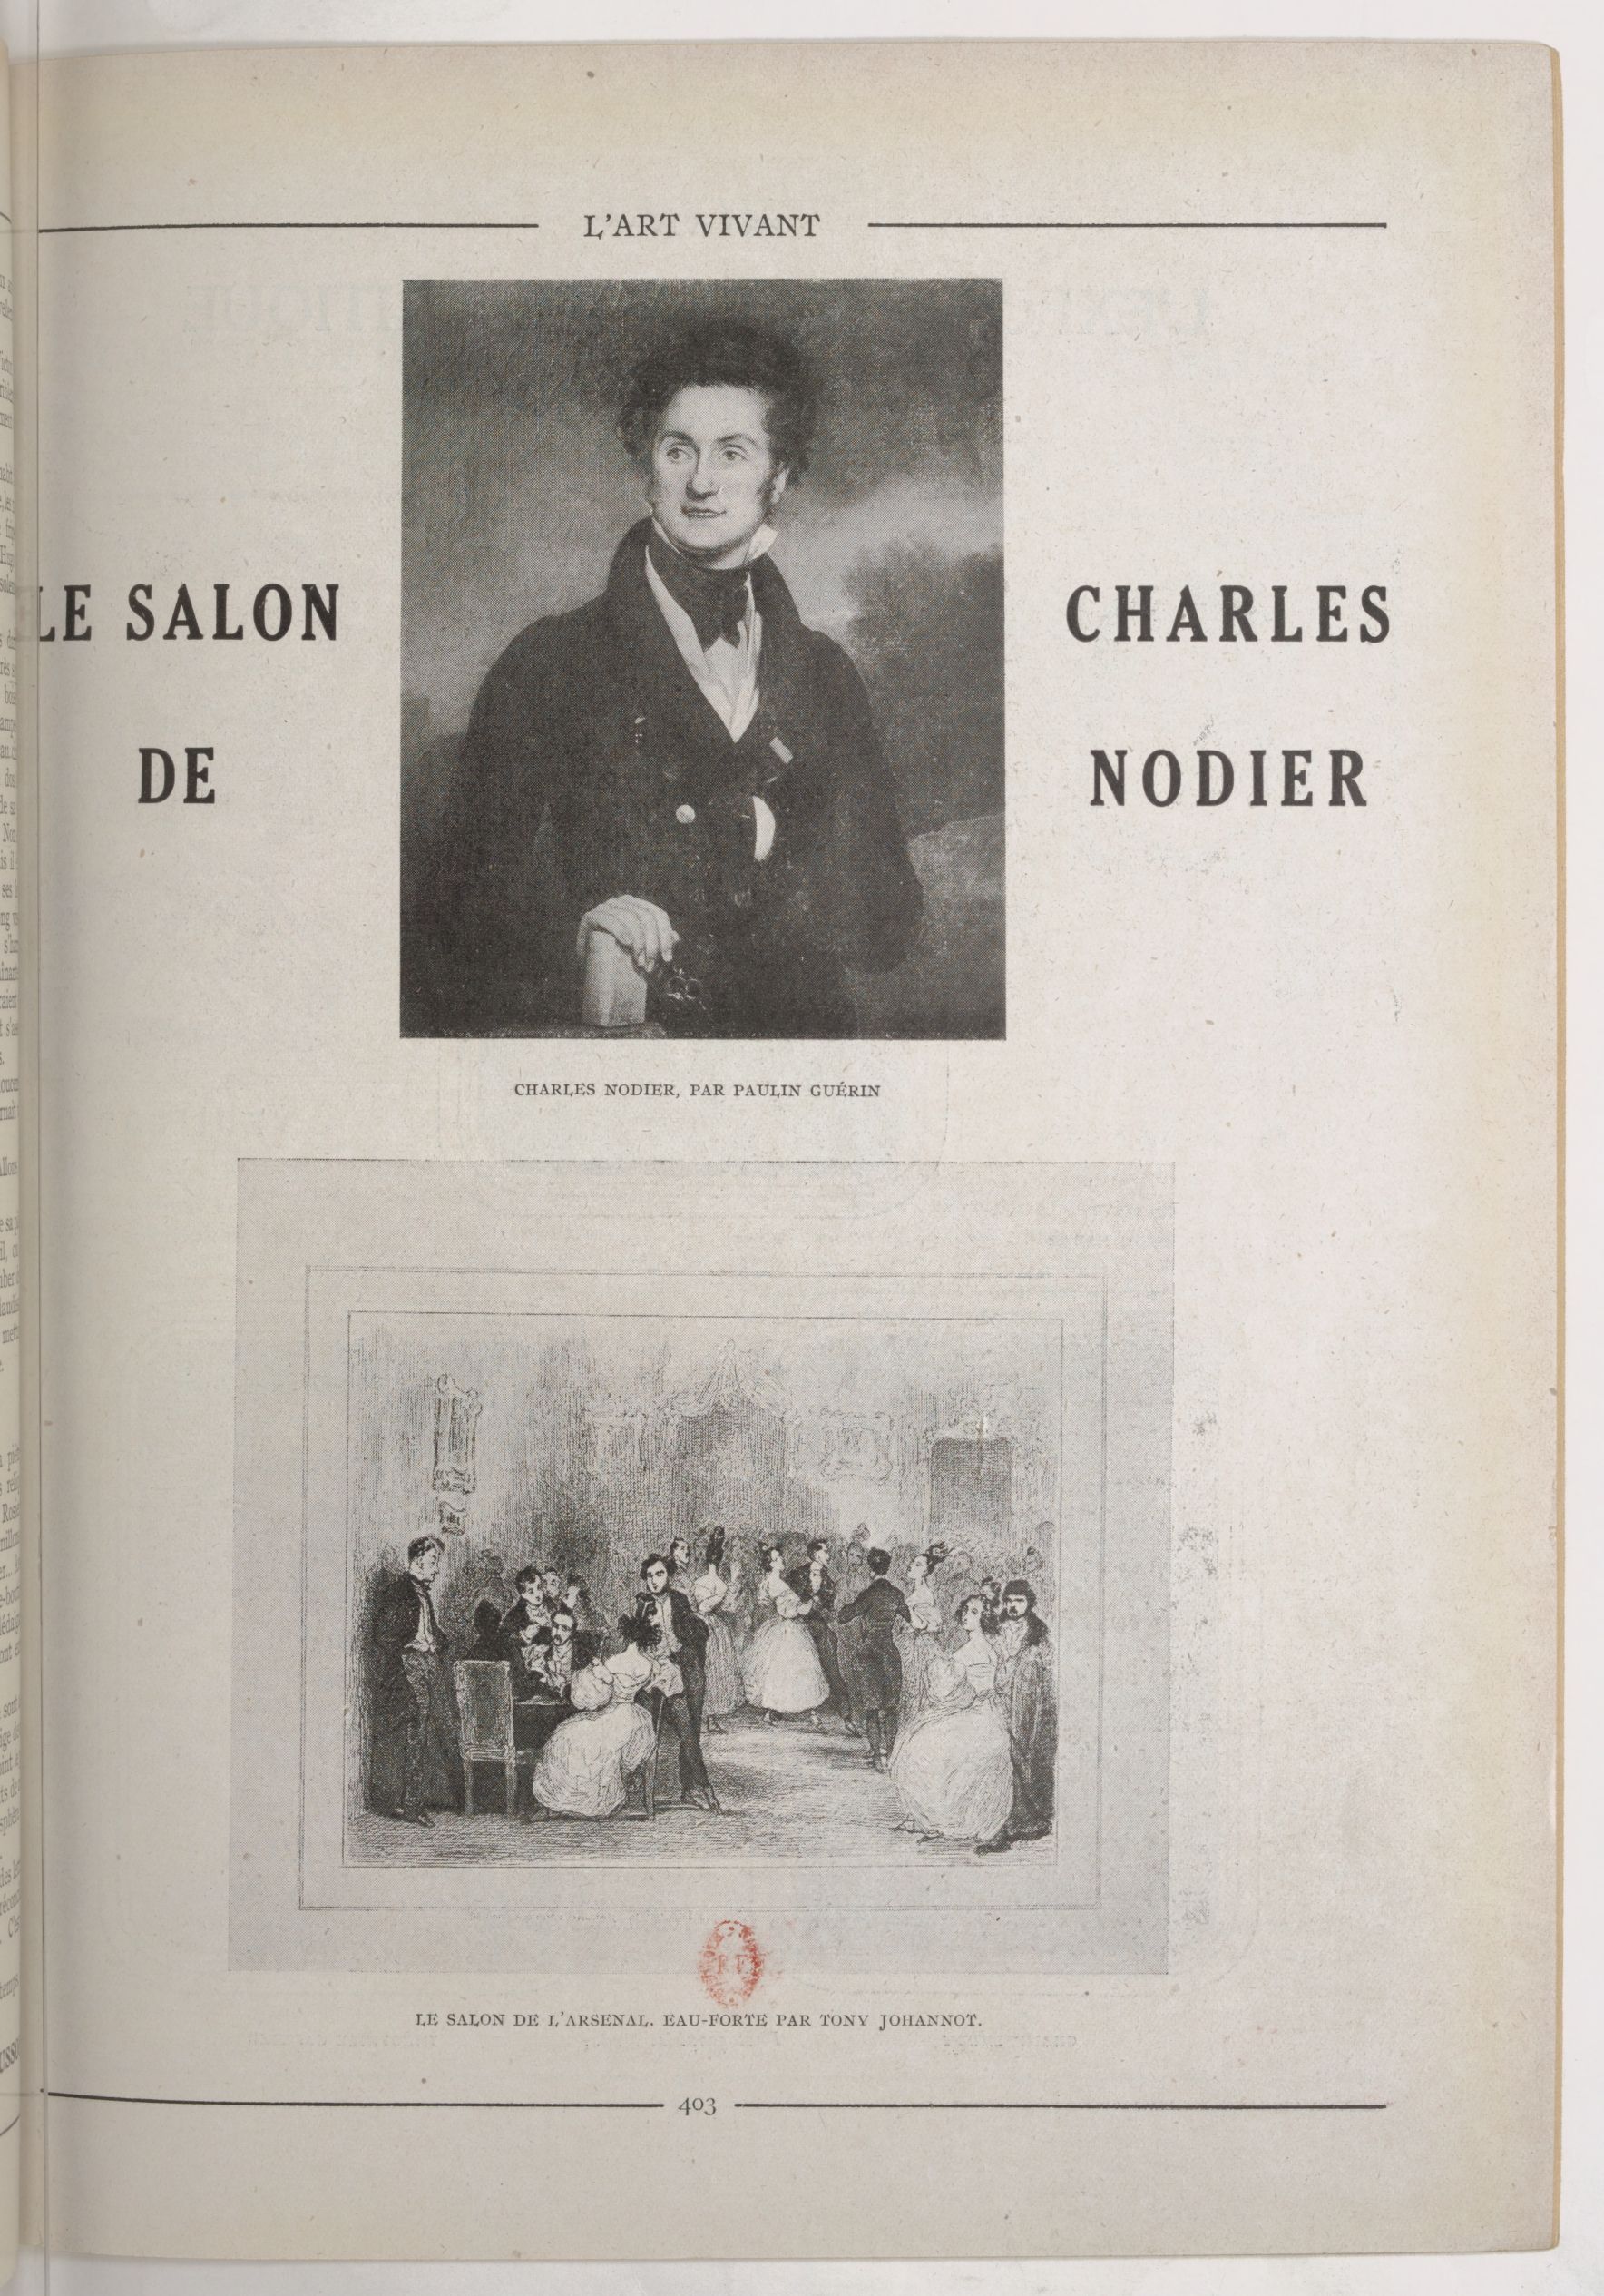 L'ART VIVANT
LE SALON
DE
CHARLES
NODIER
CHARLES NODIER, PAR PAULIN GUÉRIN
RF
LE SALON DE L'ARSENAL. EAU-FORTE PAR TONY JOHANNOT.
403